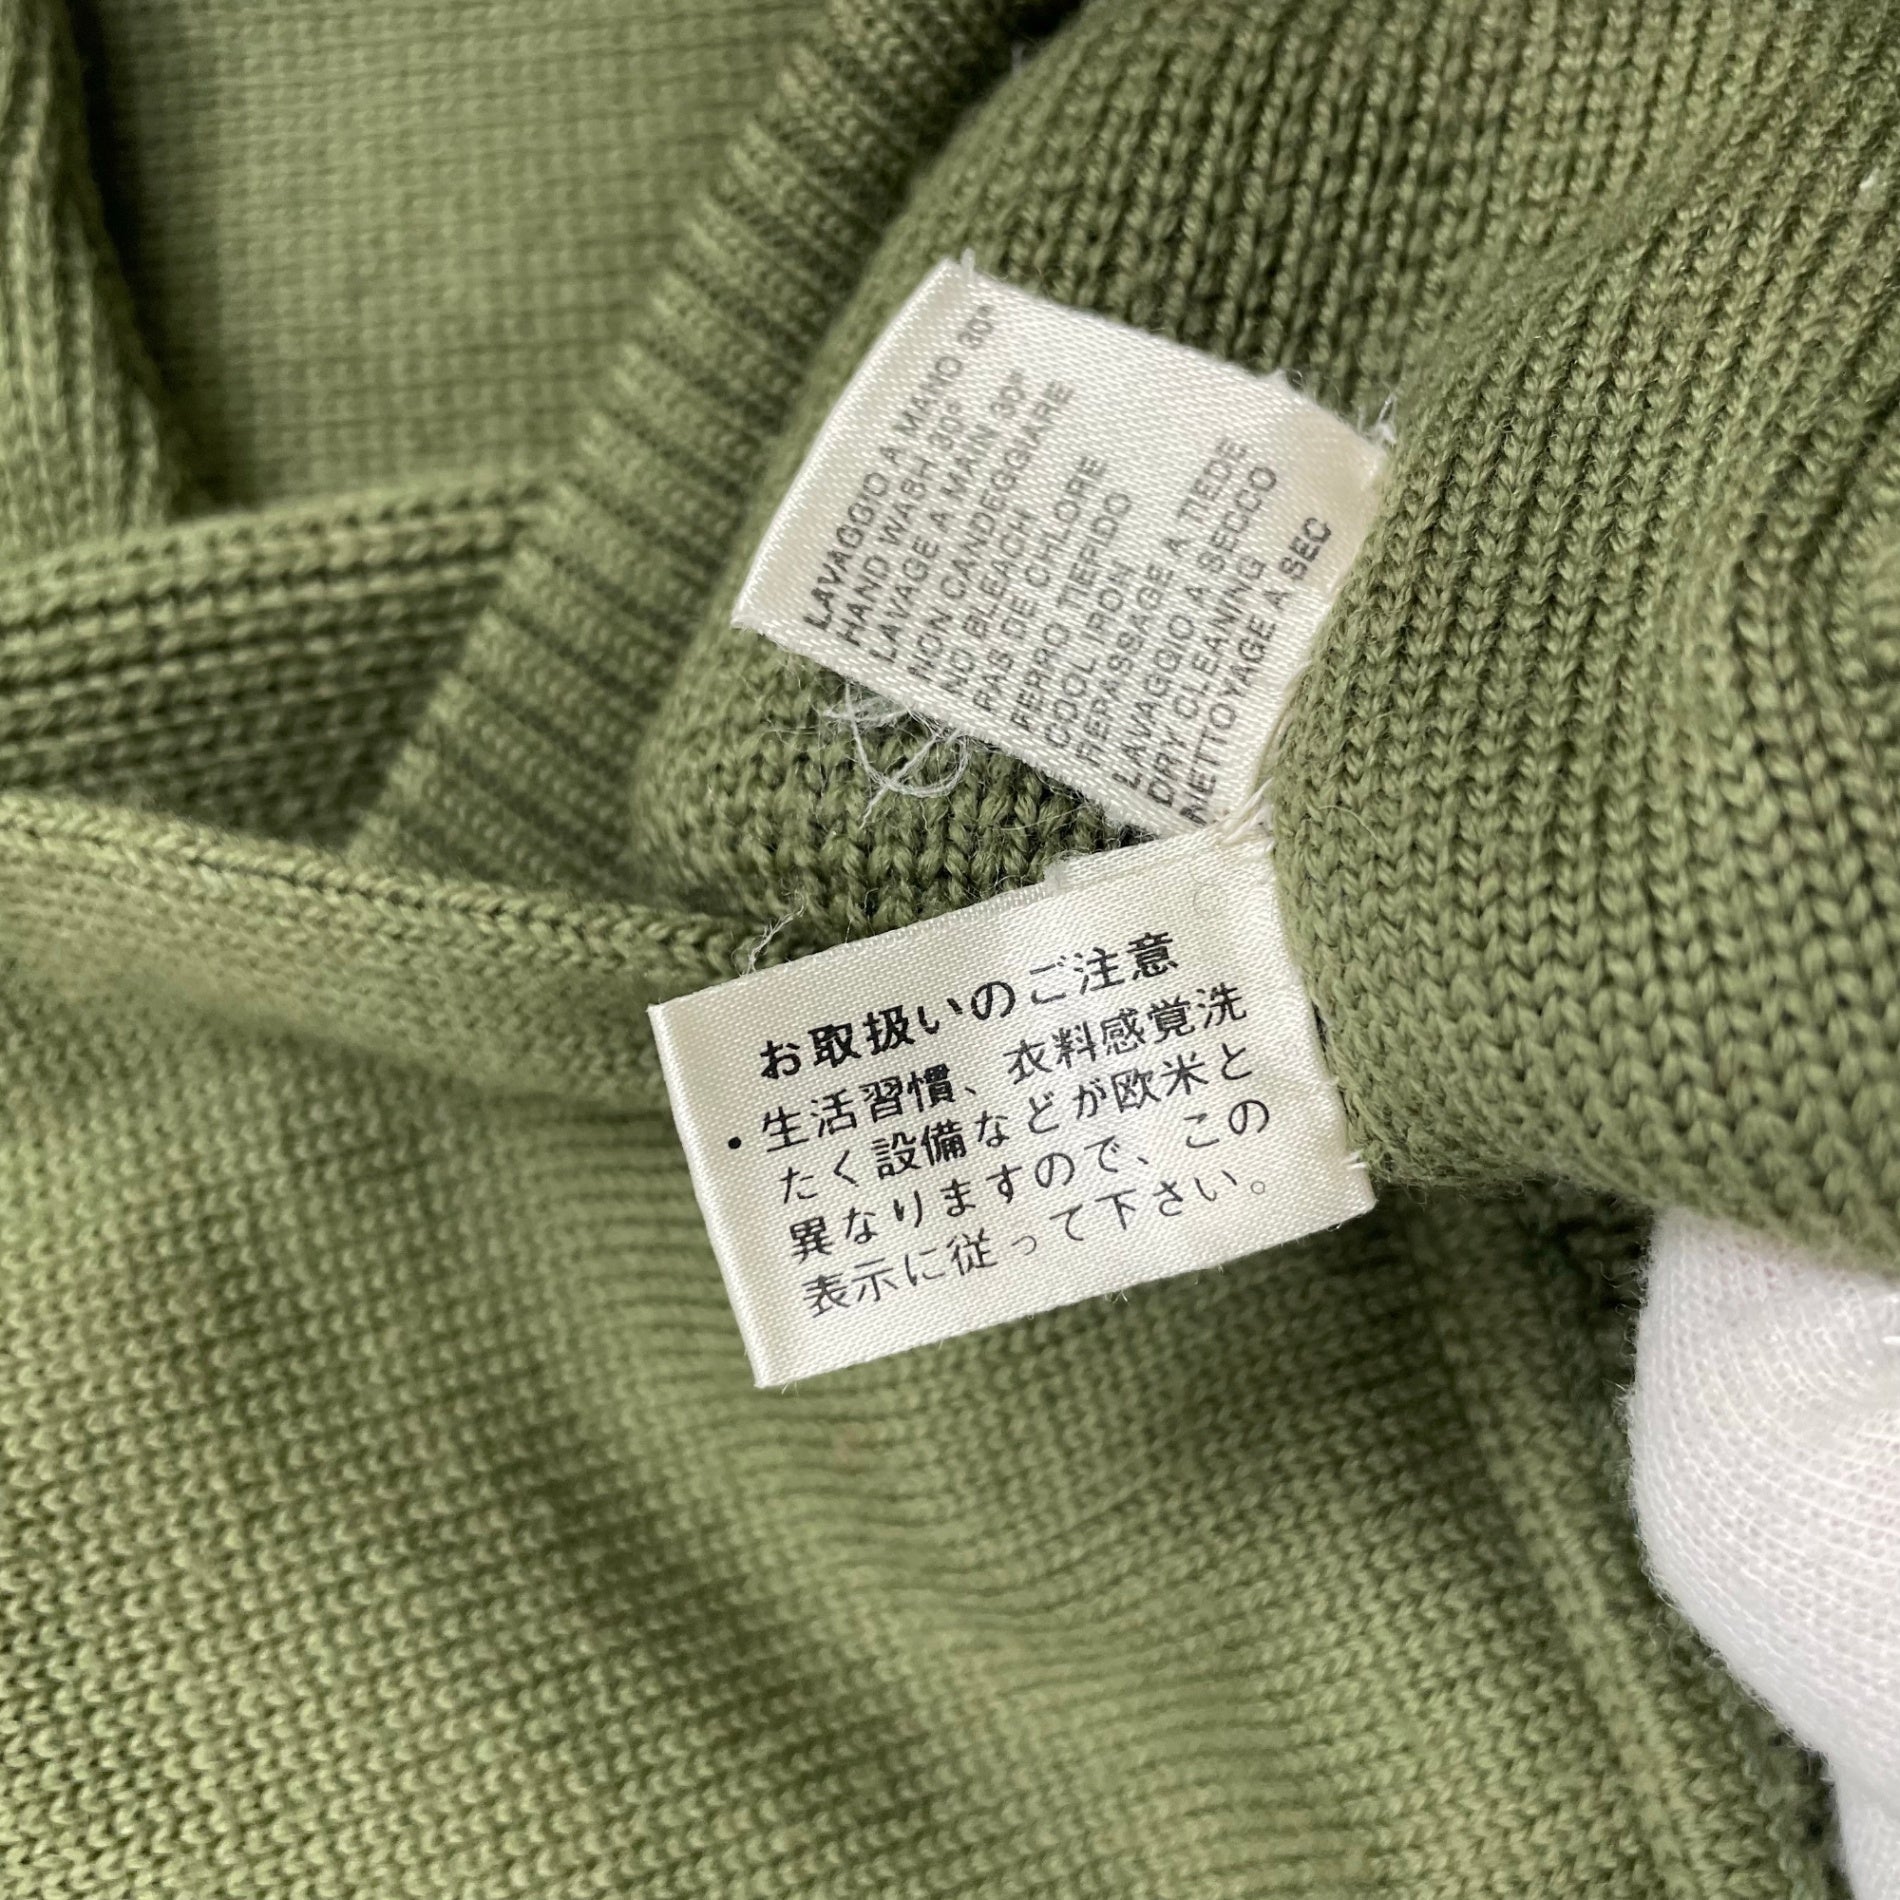 LAVAGGIO A MANO 30°
HAND WASH 30°
LAVAGE A MAIN 30°
NON CANDEGGIARE
NO BLEACH
PAS DE CHLORE
FERRO TIEPIDO
COOL IRON
REPASSAGE A TEDE
LAVAGGIO A SECCO
DRY CLEANING
METTOYAGE A SEC
お取扱いのご注意
・生活習慣、衣料感覚洗
たく設備などが欧米と
異なりますので、この
表示に従って下さい。